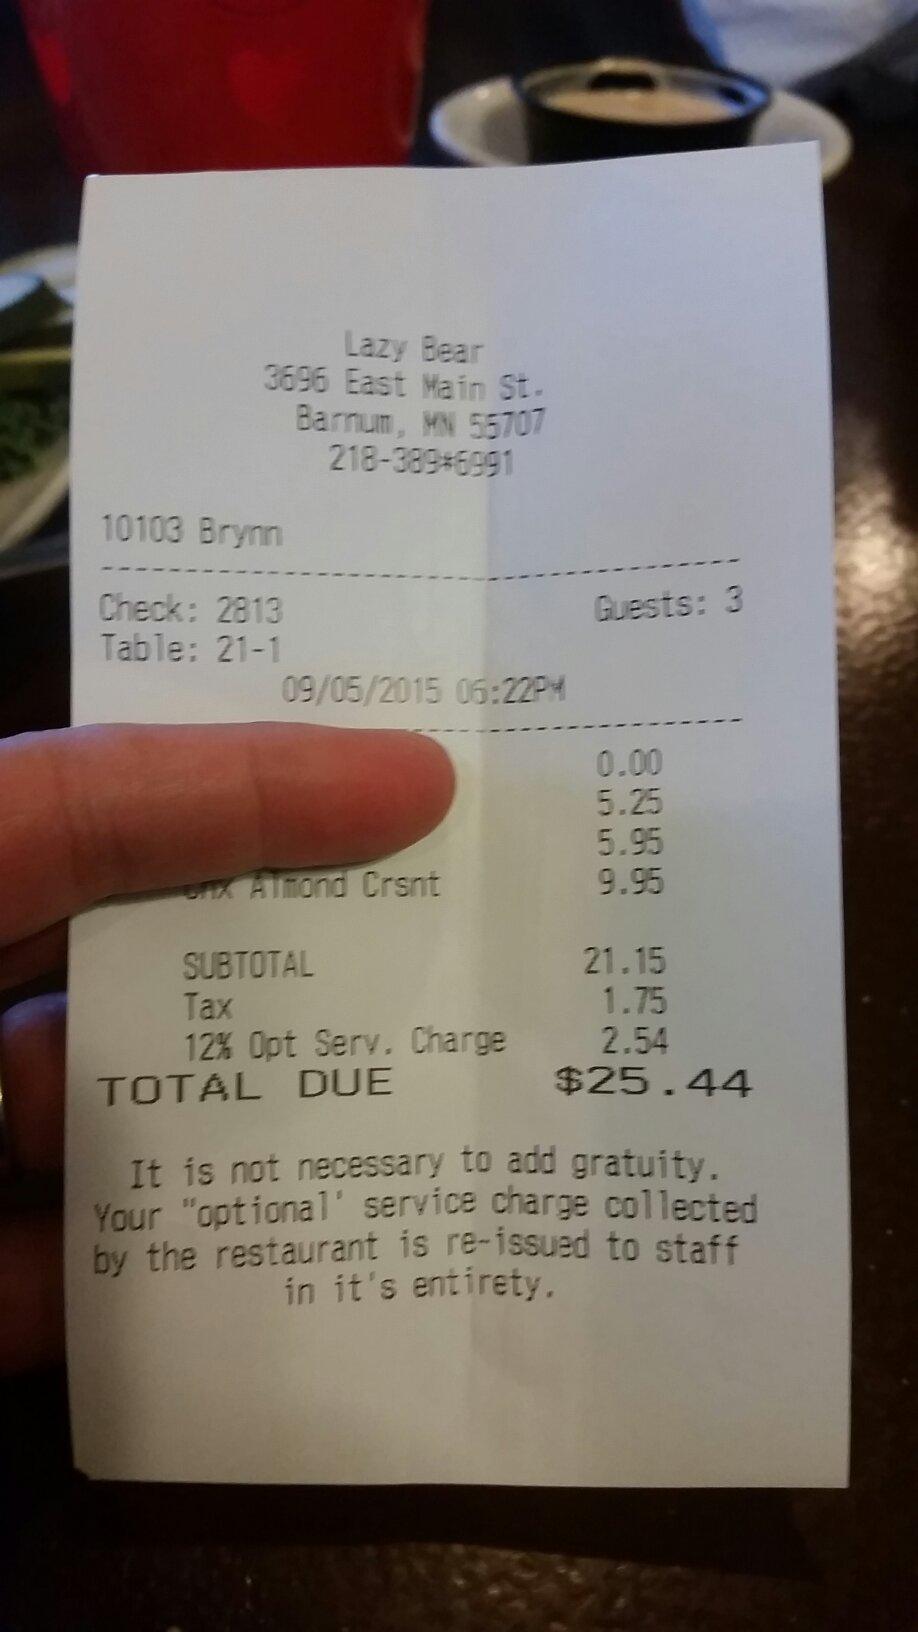 Lazy Bear
3696 East Main St.
Barnum, MN 55707
218-389*6991
10103 Brynn
Check: 2813 Guests: 3
Table: 21-1
09/05/2015 06:22PM
0.00
5.25
5.95
Almond Crsnt 9.95
SUBTOTAL 21.15
Tax 1.75
12% Opt Serv. Charge 2.54
TOTAL DUE $25.44
It is not necessary to add gratuity.
Your "optional' service charge collected
by the restaurant is re-issued to staff
in it's entirety.